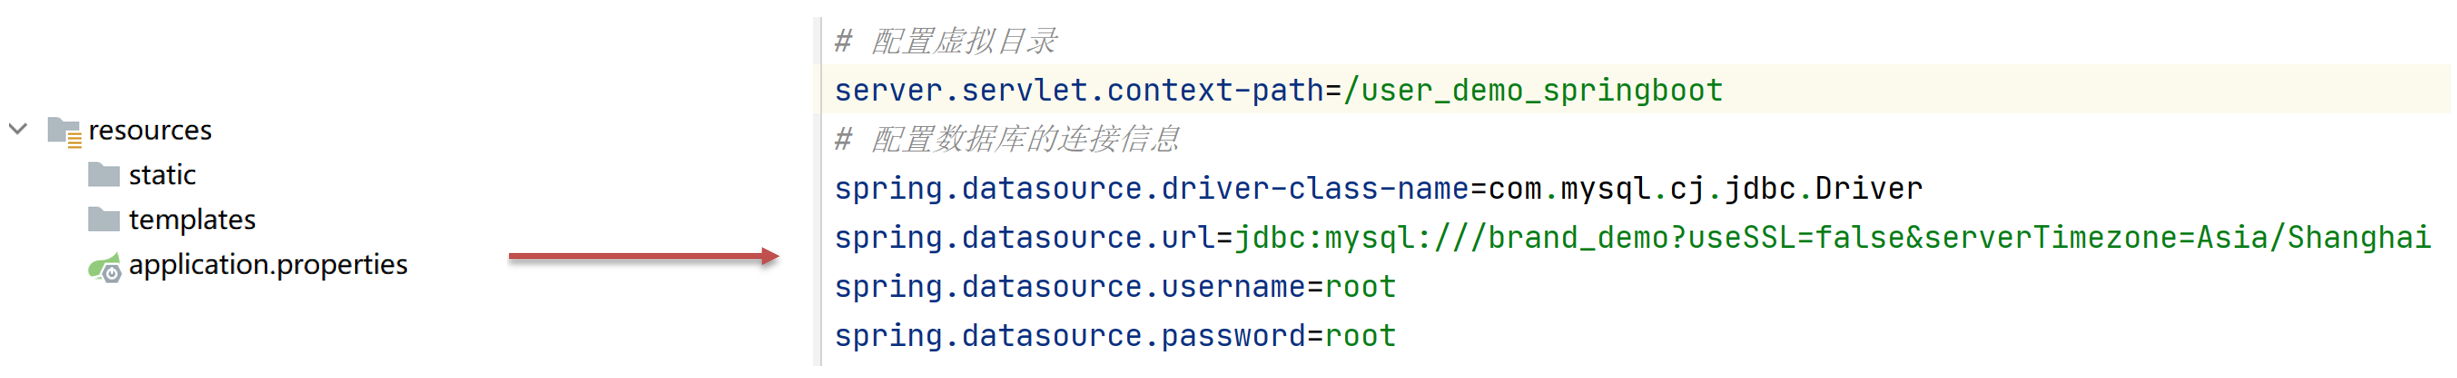 resources
static
templates
application.properties
# 配置虚拟目录
server.servlet.context-path=/user_demo_springboot
# 配置数据库的连接信息
spring.datasource.driver-class-name=com.mysql.cj.jdbc.Driver
spring.datasource.url=jdbc:mysql:///brand_demo?useSSL=false&serverTimezone=Asia/Shanghai
spring.datasource.username=root
spring.datasource.password=root